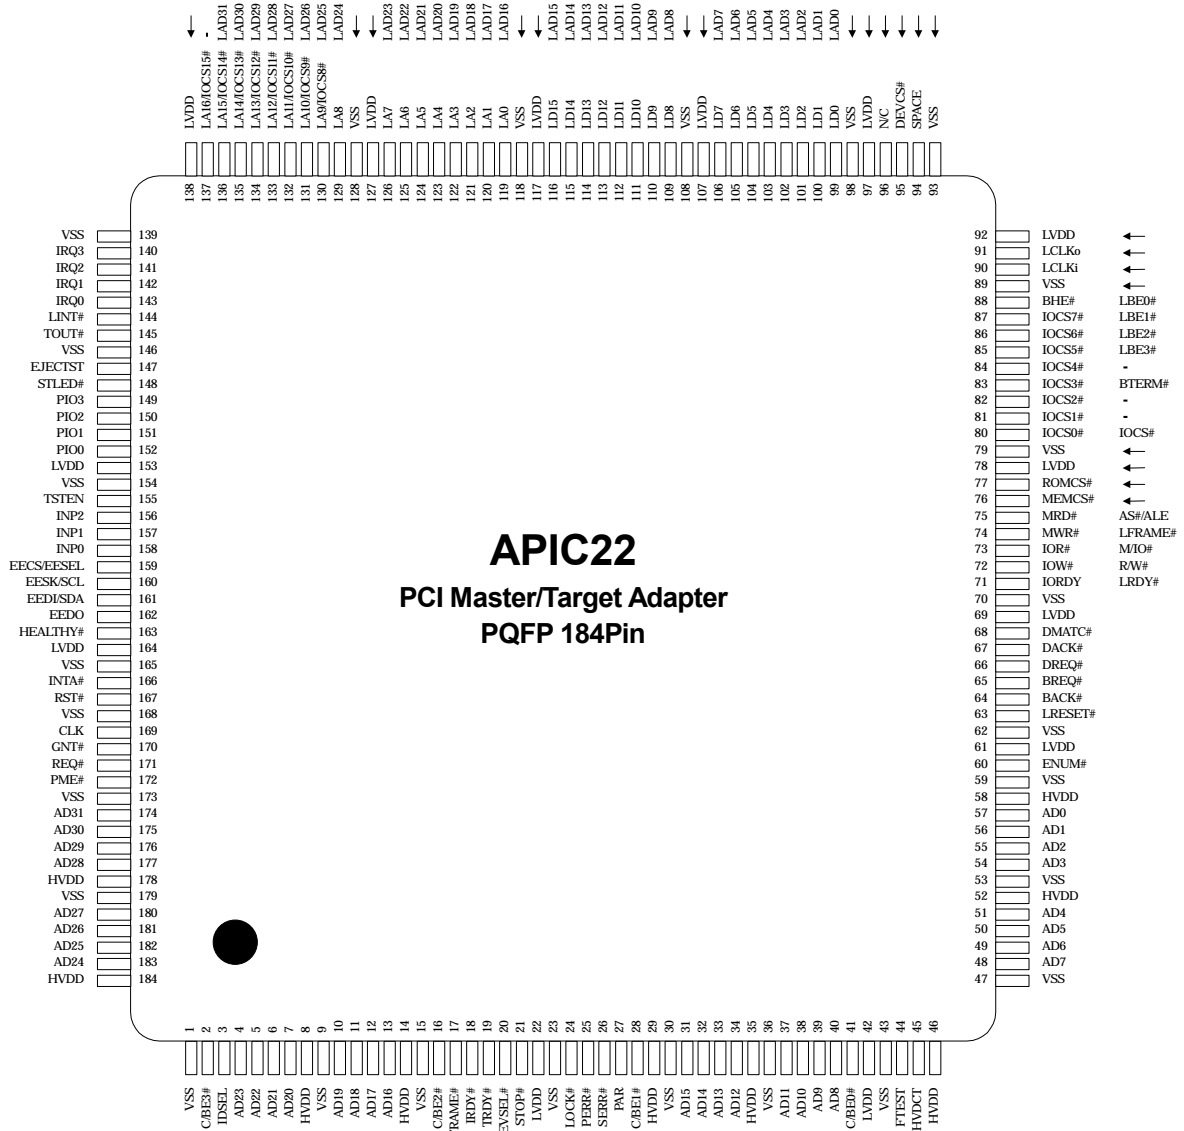 LAD31 LAD30 LAD29 LAD28 LAD27 LAD26 LAD25 LAD24 LAD23 LAD22 LAD21 LAD20 LAD19 LAD18 LAD17 LAD16 LAD15 LAD14 LAD13 LAD12 LAD11 LAD10 LAD9 LAD8 LAD7 LAD6 LAD5 LAD4 LAD3 LAD2 LAD1 LAD0
LVDD LA16/IOCS15# LA15/IOCS14# LA14/IOCS13# LA13/IOCS12# LA12/IOCS11# LA11/IOCS10# LA10/IOCS9# LA9/IOCS8# LA8 VSS LVDD LA7 LA6 LA5 LA4 LA3 LA2 LA1 LA0 VSS LVDD LD15 LD14 LD13 LD12 LD11 LD10 LD9 LD8 VSS LVDD LD7 LD6 LD5 LD4 LD3 LD2 LD1 LD0 VSS LVDD N/C DEVCS# SPACE VSS
138 137 136 135 134 133 132 131 130 129 128 127 126 125 124 123 122 121 120 119 118 117 116 115 114 113 112 111 110 109 108 107 106 105 104 103 102 101 100 99 98 97 96 95 94 93
VSS 139
IRQ3 140
IRQ2 141
IRQ1 142
IRQ0 143
LINT# 144
TOUT# 145
VSS 146
EJECTST 147
STLED# 148
PIO3 149
PIO2 150
PIO1 151
PIO0 152
LVDD 153
VSS 154
TSTEN 155
INP2 156
INP1 157
INP0 158
EECS/EESEL 159
EESK/SCL 160
EEDI/SDA 161
EEDO 162
HEALTHY# 163
LVDD 164
VSS 165
INTA# 166
RST# 167
VSS 168
CLK 169
GNT# 170
REQ# 171
PME# 172
VSS 173
AD31 174
AD30 175
AD29 176
AD28 177
HVDD 178
VSS 179
AD27 180
AD26 181
AD25 182
AD24 183
HVDD 184
APIC22
PCI Master/Target Adapter
PQFP 184Pin
92 LVDD
91 LCLKo
90 LCLKi
89 VSS
88 BHE# LBE0#
87 IOCS7# LBE1#
86 IOCS6# LBE2#
85 IOCS5# LBE3#
84 IOCS4# -
83 IOCS3# BTERM#
82 IOCS2# -
81 IOCS1# -
80 IOCS0# IOCS#
79 VSS
78 LVDD
77 ROMCS#
76 MEMCS#
75 MRD# AS#/ALE
74 MWR# LFRAME#
73 IOR# M/IO#
72 IOW# R/W#
71 IORDY LRDY#
70 VSS
69 LVDD
68 DMATC#
67 DACK#
66 DREQ#
65 BREQ#
64 BACK#
63 LRESET#
62 VSS
61 LVDD
60 ENUM#
59 VSS
58 HVDD
57 AD0
56 AD1
55 AD2
54 AD3
53 VSS
52 HVDD
51 AD4
50 AD5
49 AD6
48 AD7
47 VSS
1 2 3 4 5 6 7 8 9 10 11 12 13 14 15 16 17 18 19 20 21 22 23 24 25 26 27 28 29 30 31 32 33 34 35 36 37 38 39 40 41 42 43 44 45 46
VSS C/BE3# IDSEL AD23 AD22 AD21 AD20 HVDD VSS AD19 AD18 AD17 AD16 HVDD VSS C/BE2# RAME# IRDY# TRDY# EVSEL# STOP# LVDD VSS LOCK# PERR# SERR# PAR C/BE1# HVDD VSS AD15 AD14 AD13 AD12 HVDD VSS AD11 AD10 AD9 AD8 C/BE0# LVDD VSS FTEST HVDCT HVDD